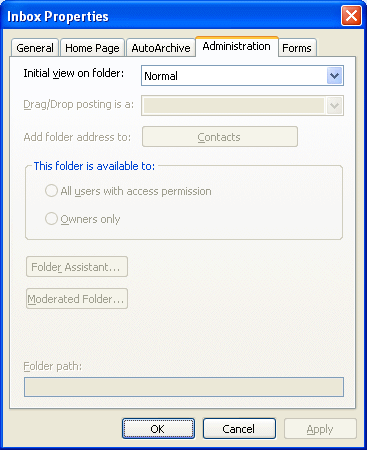 Inbox Properties
General Home Page AutoArchive Administration Forms
Initial view on folder: Normal
Drag/Drop posting is a:
Add folder address to: Contacts
This folder is available to:
All users with access permission
Owners only
Folder Assistant...
Moderated Folder...
Folder path:
OK Cancel Apply